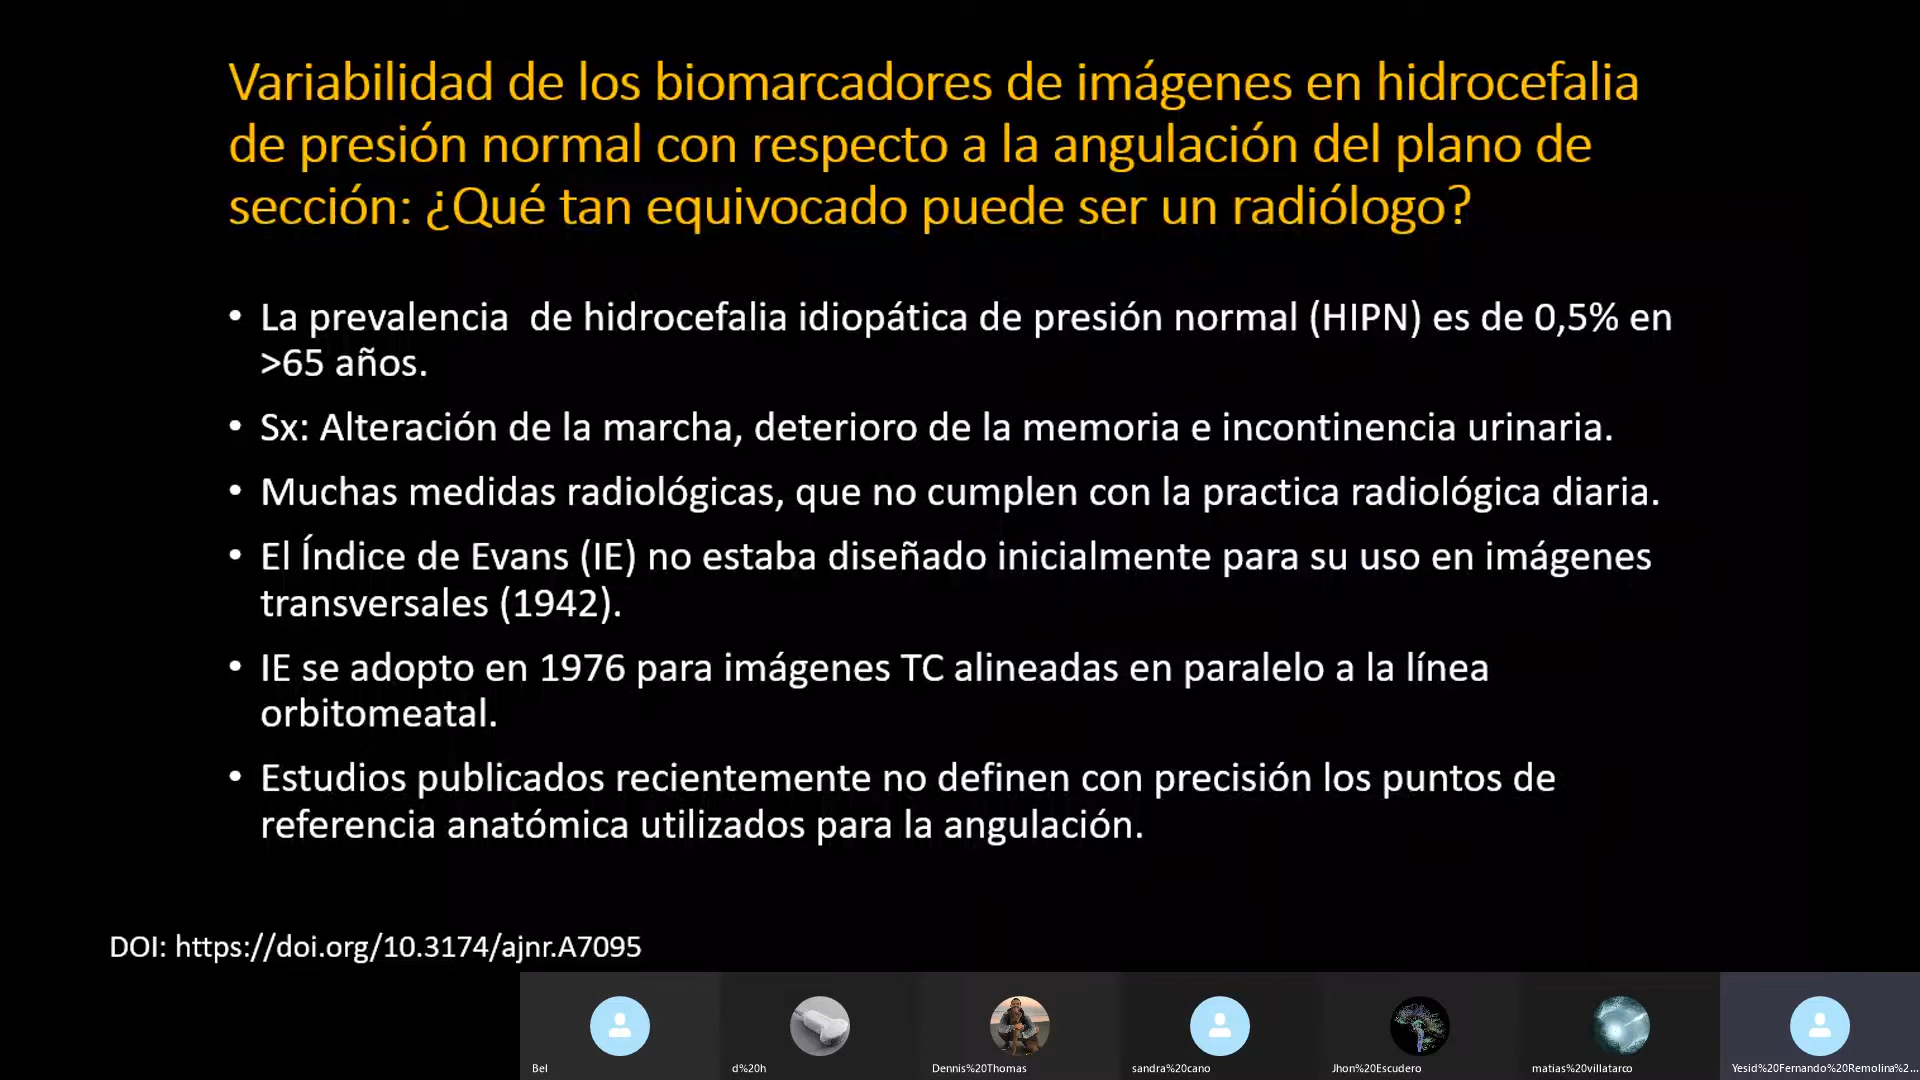 Variabilidad de los biomarcadores de imágenes en hidrocefalia
de presión normal con respecto a la angulación del plano de
sección: ¿Qué tan equivocado puede ser un radiólogo?
• La prevalencia  de hidrocefalia idiopática de presión normal (HIPN) es de 0,5% en
>65 años.
• Sx: Alteración de la marcha, deterioro de la memoria e incontinencia urinaria.
• Muchas medidas radiológicas, que no cumplen con la practica radiológica diaria.
• El Índice de Evans (IE) no estaba diseñado inicialmente para su uso en imágenes
transversales (1942).
• IE se adopto en 1976 para imágenes TC alineadas en paralelo a la línea
orbitomeatal.
• Estudios publicados recientemente no definen con precisión los puntos de
referencia anatómica utilizados para la angulación.
DOI: https://doi.org/10.3174/ajnr.A7095
Bel
d%20h
Dennis%20Thomas
sandra%20cano
Jhon%20Escudero
matias%20villatarco
Yesid%20Fernando%20Remolina%2...